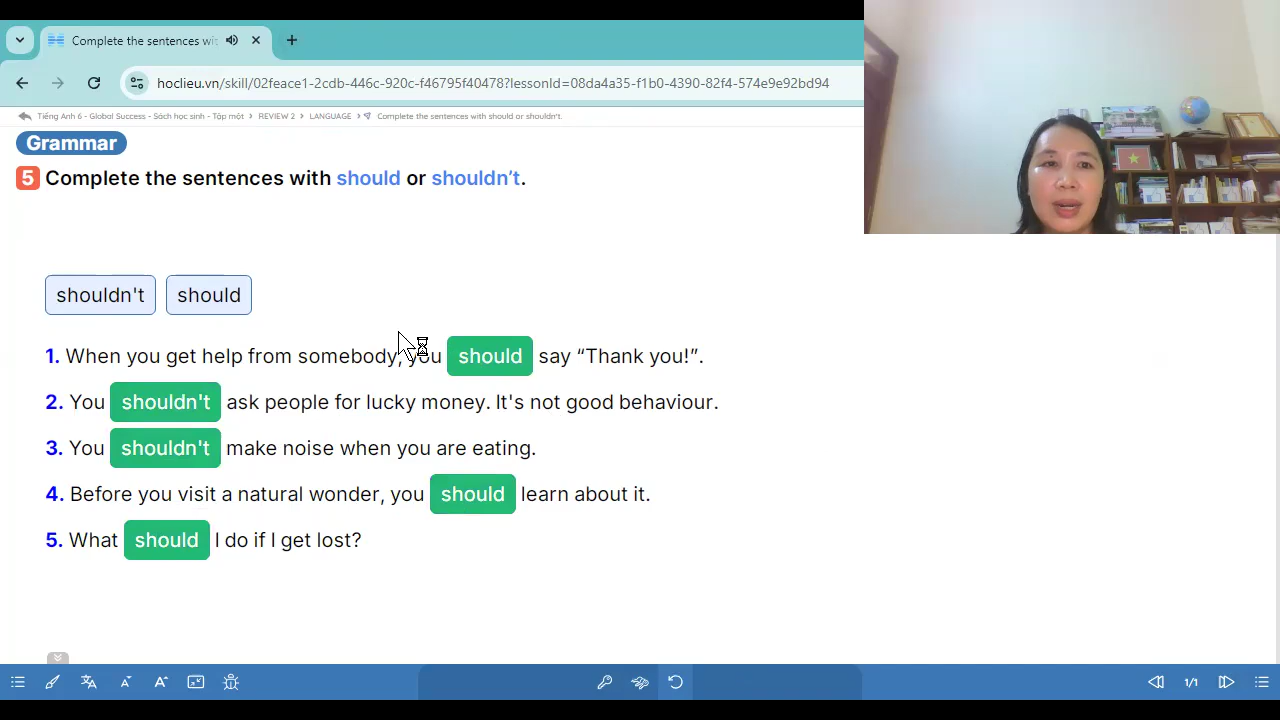 Complete the sentences wit
hoclieu.vn/skill/02feace1-2cdb-446c-920c-f46795f40478?lessonId=08da4a35-f1b0-4390-82f4-574e9e92bd94
Tiếng Anh 6 - Global Success - Sách học sinh - Tập một > REVIEW 2 > LANGUAGE > Complete the sentences with should or shouldn't.
Grammar
5 Complete the sentences with should or shouldn't.
shouldn't should
1. When you get help from somebody, you should say “Thank you!”.
2. You shouldn't ask people for lucky money. It's not good behaviour.
3. You shouldn't make noise when you are eating.
4. Before you visit a natural wonder, you should learn about it.
5. What should I do if I get lost?
1/1